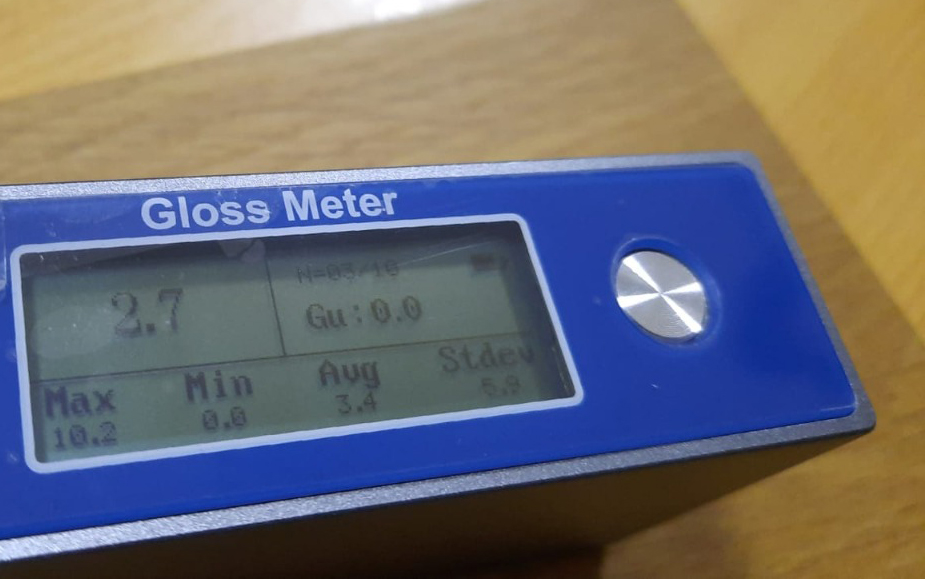 Gloss Meter
2.7
N=03/10
Gu:0.0
Max Min Avg Stdev
10.2 0.0 3.4 5.9